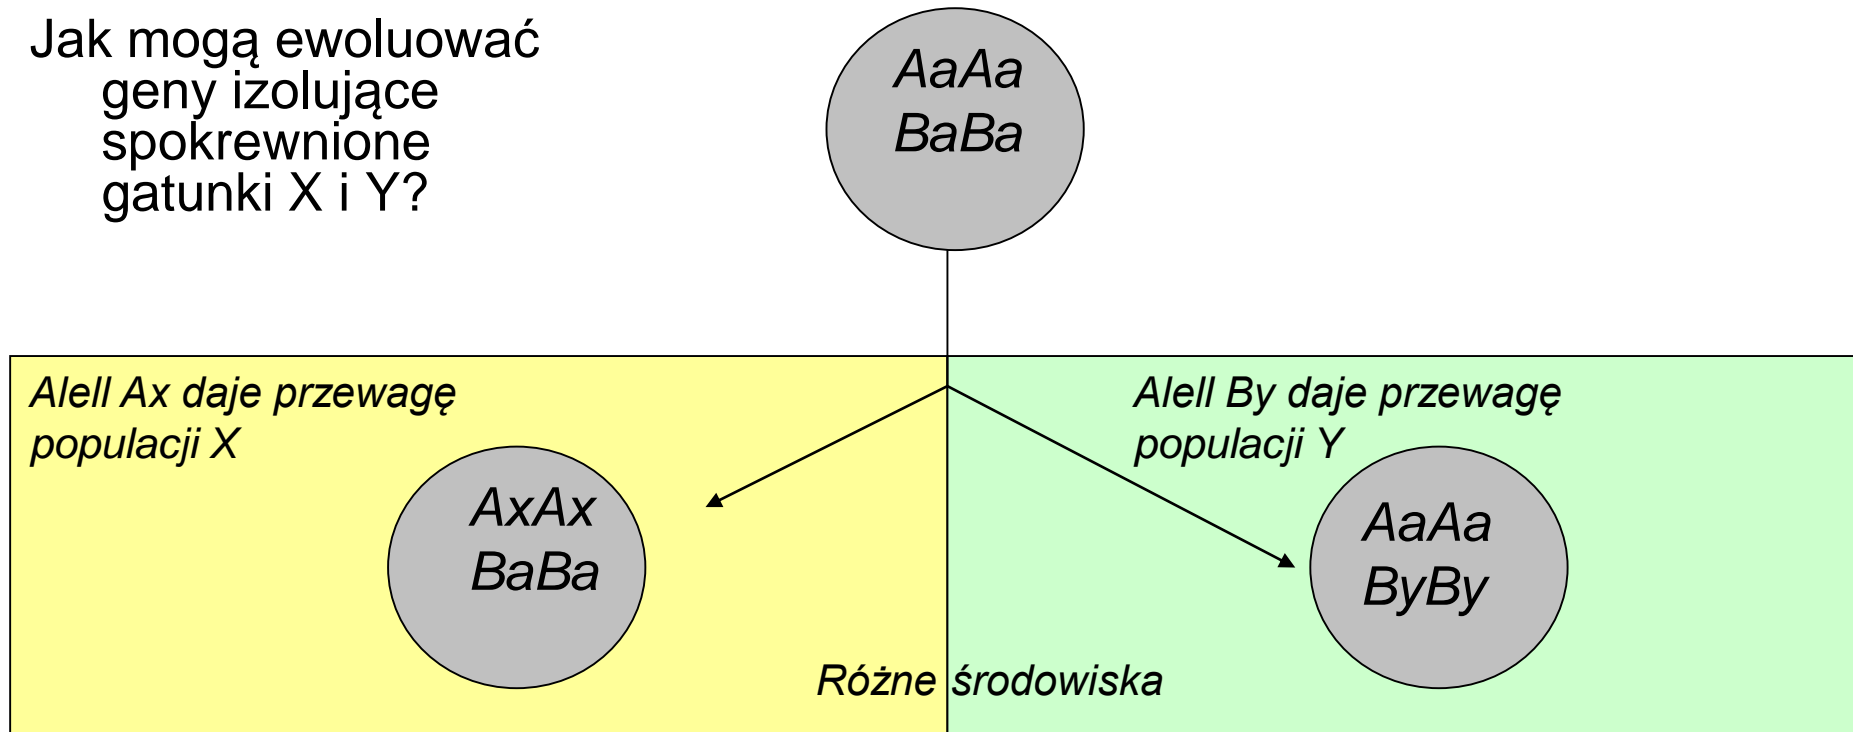 Jak mogą ewoluować
geny izolujące
spokrewnione
gatunki X i Y?
AaAa
BaBa
Alell Ax daje przewagę
populacji X
AxAx
BaBa
Alell By daje przewagę
populacji Y
AaAa
ByBy
Różne środowiska